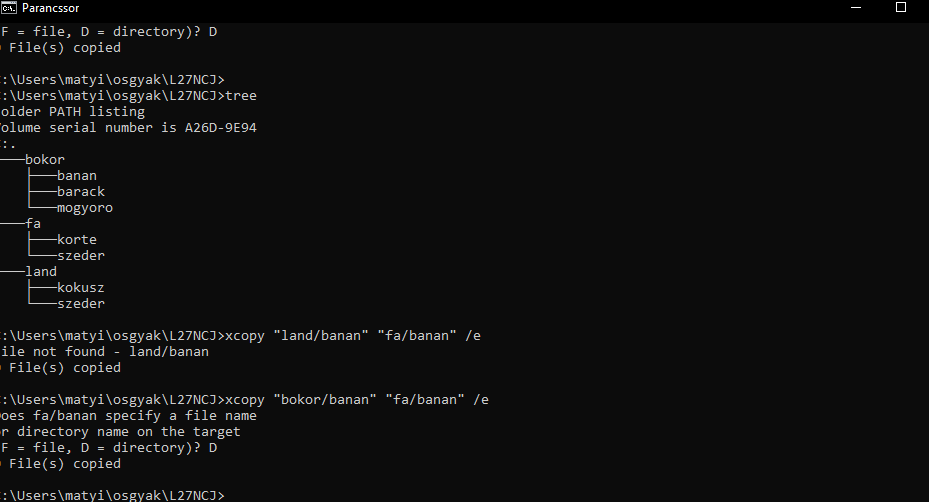 Parancssor
F = file, D = directory)? D
File(s) copied
:\Users\matyi\osgyak\L27NCJ>
:\Users\matyi\osgyak\L27NCJ>tree
older PATH listing
olume serial number is A26D-9E94
:.
───bokor
    ├───banan
    ├───barack
    └───mogyoro
───fa
    ├───korte
    └───szeder
───land
    ├───kokusz
    └───szeder
:\Users\matyi\osgyak\L27NCJ>xcopy "land/banan" "fa/banan" /e
ile not found - land/banan
File(s) copied
:\Users\matyi\osgyak\L27NCJ>xcopy "bokor/banan" "fa/banan" /e
oes fa/banan specify a file name
r directory name on the target
F = file, D = directory)? D
File(s) copied
:\Users\matyi\osgyak\L27NCJ>